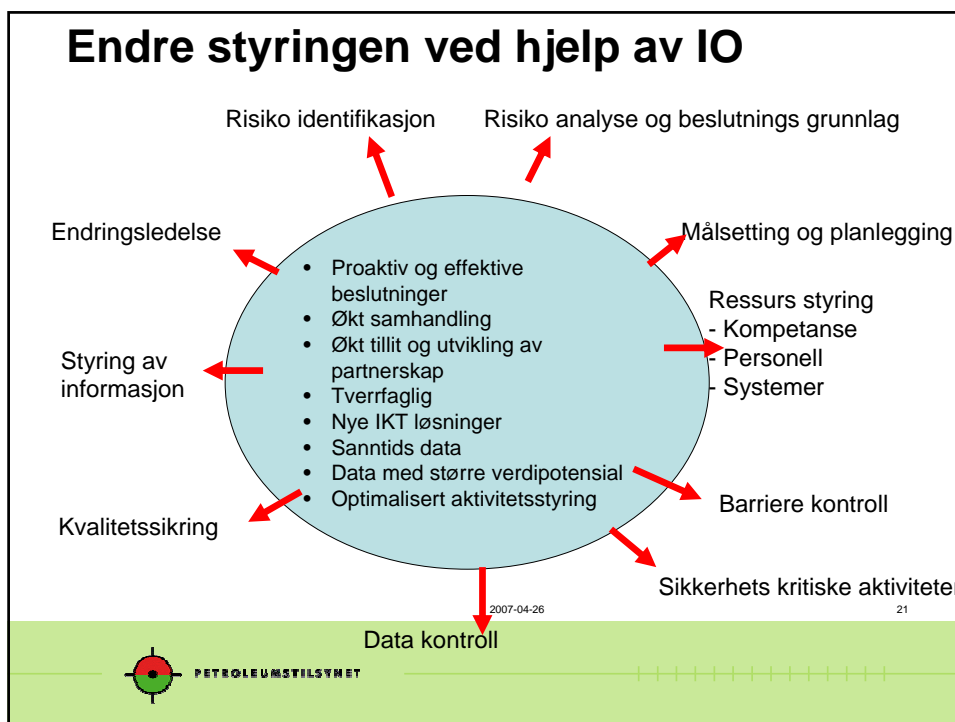 Endre styringen ved hjelp av IO
Risiko identifikasjon
Risiko analyse og beslutnings grunnlag
Endringsledelse
Målsetting og planlegging
• Proaktiv og effektive
beslutninger
• Økt samhandling
• Økt tillit og utvikling av
partnerskap
• Tverrfaglig
• Nye IKT løsninger
• Sanntids data
• Data med større verdipotensial
• Optimalisert aktivitetsstyring
Ressurs styring
- Kompetanse
- Personell
- Systemer
Styring av
informasjon
Barriere kontroll
Kvalitetssikring
Sikkerhets kritiske aktiviteter
2007-04-26
21
Data kontroll
PETROLEUMSTILSYNET